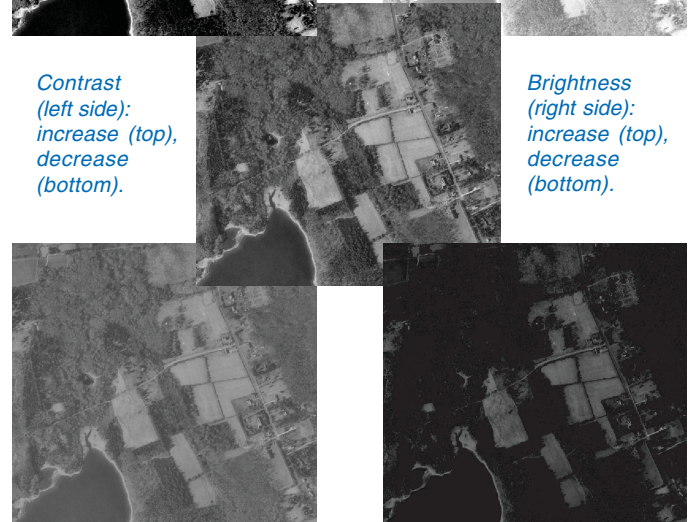 Contrast
(left side):
increase (top),
decrease
(bottom).
Brightness
(right side):
increase (top),
decrease
(bottom).